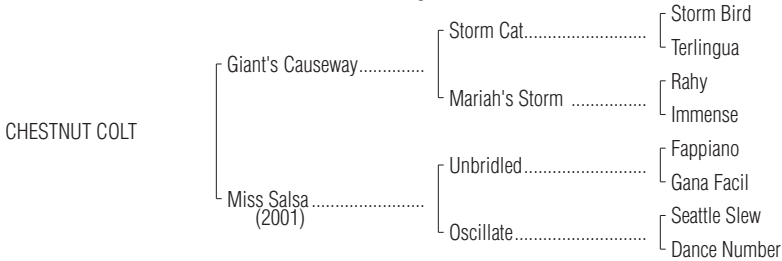 Storm Bird
Storm Cat..............................
Terlingua
Giant's Causeway..............
Rahy
Mariah's Storm ................
Immense
CHESTNUT COLT
Fappiano
Unbridled............................
Gana Facil
Miss Salsa ........................
(2001)
Seattle Slew
Oscillate..............................
Dance Number